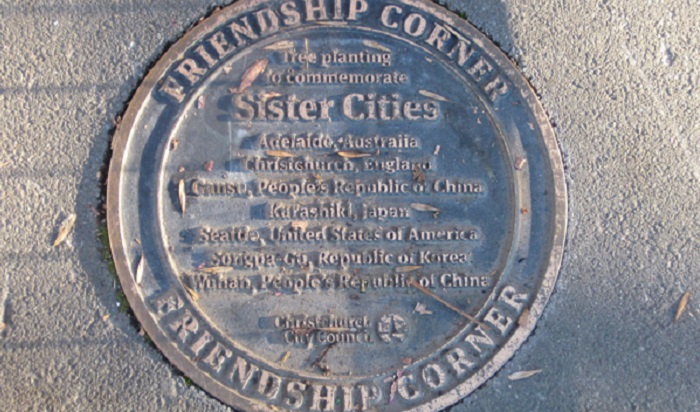 FRIENDSHIP CORNER
Tree planting
to commemorate
Sister Cities
Adelaide, Australia
Christchurch, England
Gansu, People's Republic of China
Kurashiki, Japan
Seattle, United States of America
Songpa-Gu, Republic of Korea
Wuhan, People's Republic of China
Christchurch
City Council
FRIENDSHIP CORNER